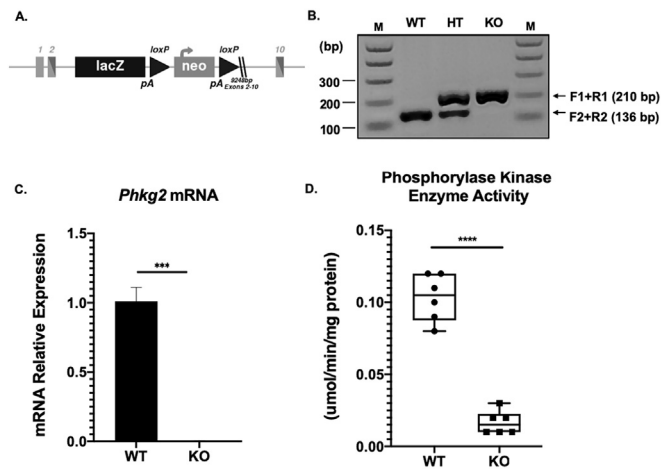 A.
1 2 lacZ loxP neo loxP 10
pA pA 9248bp
Exons 2-10
B.
M WT HT KO M
(bp)
300
200
100
F1+R1 (210 bp)
F2+R2 (136 bp)
C.
Phkg2 mRNA
mRNA Relative Expression
1.5
1.0
0.5
0.0
***
WT KO
D.
Phosphorylase Kinase
Enzyme Activity
(umol/min/mg protein)
0.15
0.10
0.05
0.00
****
WT KO